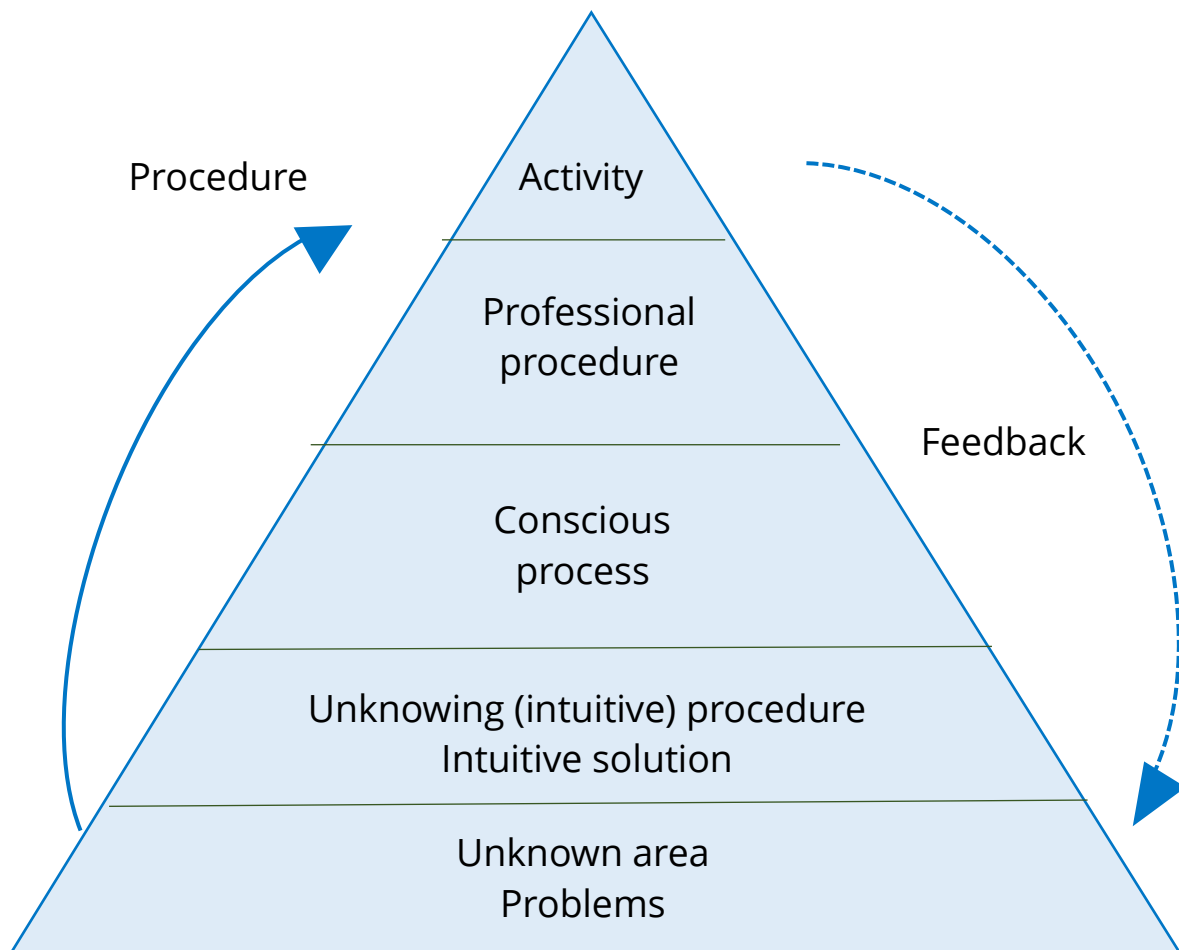 Procedure
Activity
Professional
procedure
Feedback
Conscious
process
Unknowing (intuitive) procedure
Intuitive solution
Unknown area
Problems